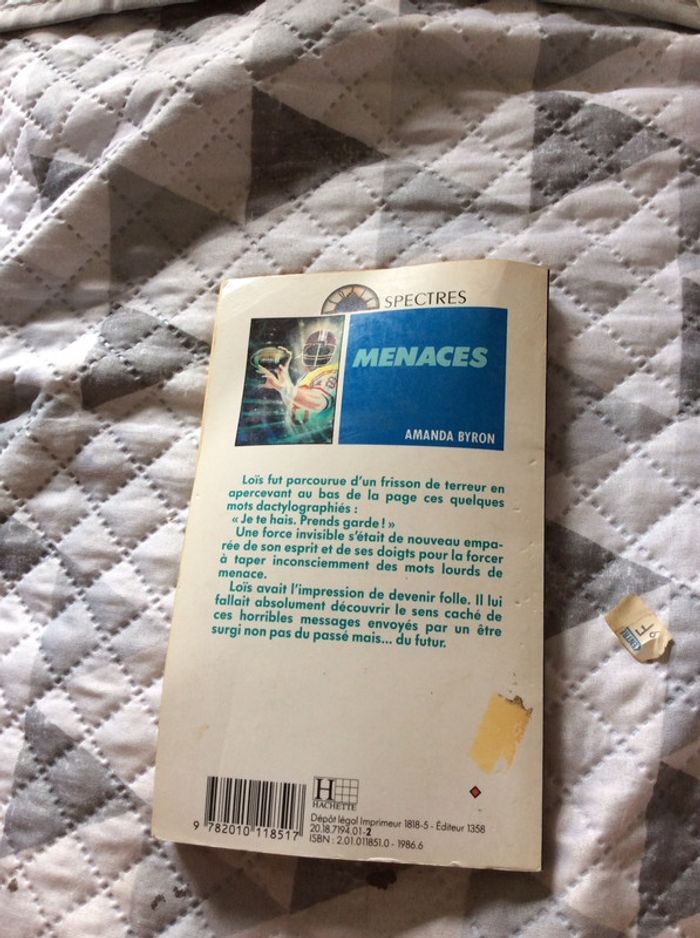 SPECTRES
MENACES
AMANDA BYRON
Loïs fut parcourue d'un frisson de terreur en
apercevant au bas de la page ces quelques
mots dactylographiés :
« Je te hais. Prends garde ! »
Une force invisible s'était de nouveau empa-
rée de son esprit et de ses doigts pour la forcer
à taper inconsciemment des mots lourds de
menace.
Loïs avait l'impression de devenir folle. Il lui
fallait absolument découvrir le sens caché de
ces horribles messages envoyés par un être
surgi non pas du passé mais... du futur.
9 782010 118517
H
HACHETTE
Dépôt légal Imprimeur 1818-5 - Éditeur 1358
20.18.7194.01-2
ISBN : 2.01.011851.0 - 1986.6